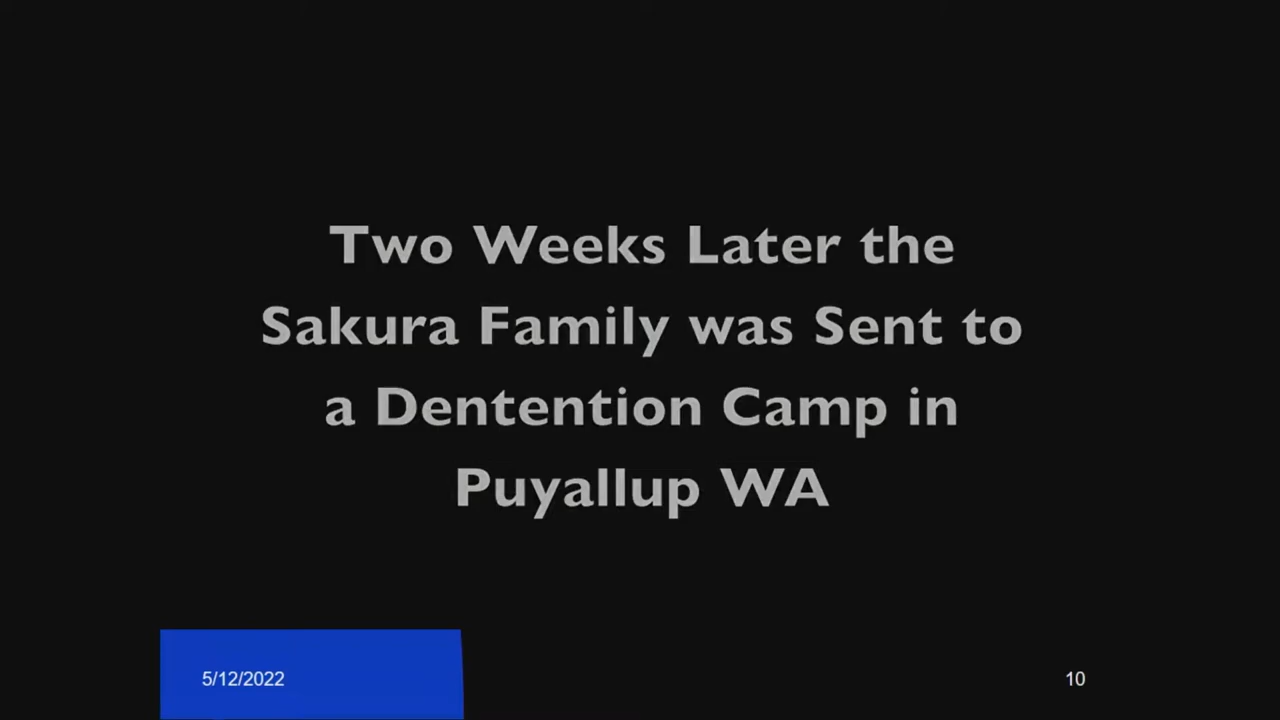 Two Weeks Later the
Sakura Family was Sent to
a Dentention Camp in
Puyallup WA
5/12/2022
10